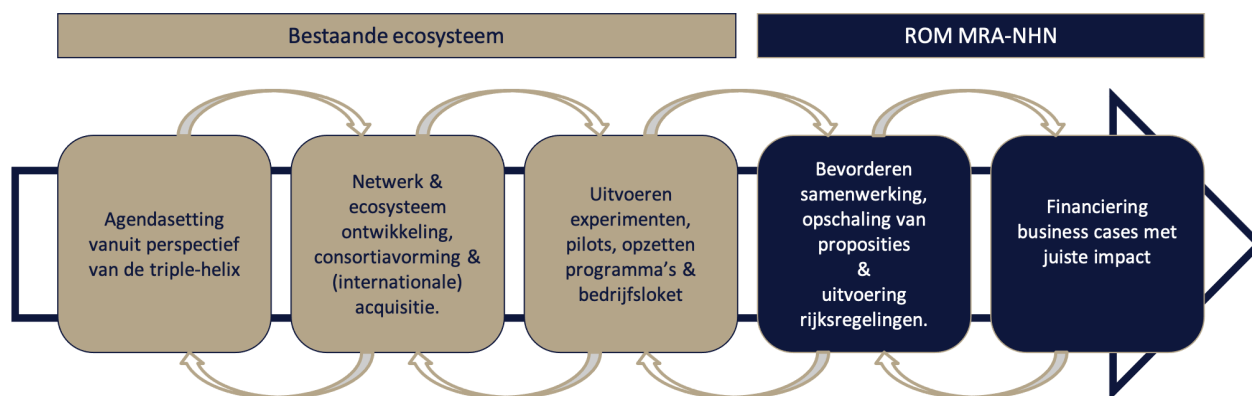 Bestaande ecosysteem
ROM MRA-NHN
Agendasetting
vanuit perspectief
van de triple-helix
Netwerk &
ecosysteem
ontwikkeling,
consortiavorming &
(internationale)
acquisitie.
Uitvoeren
experimenten,
pilots, opzetten
programma's &
bedrijfsloket
Bevorderen
samenwerking,
opschaling van
proposities
&
uitvoering
rijksregelingen.
Financiering
business cases met
juiste impact